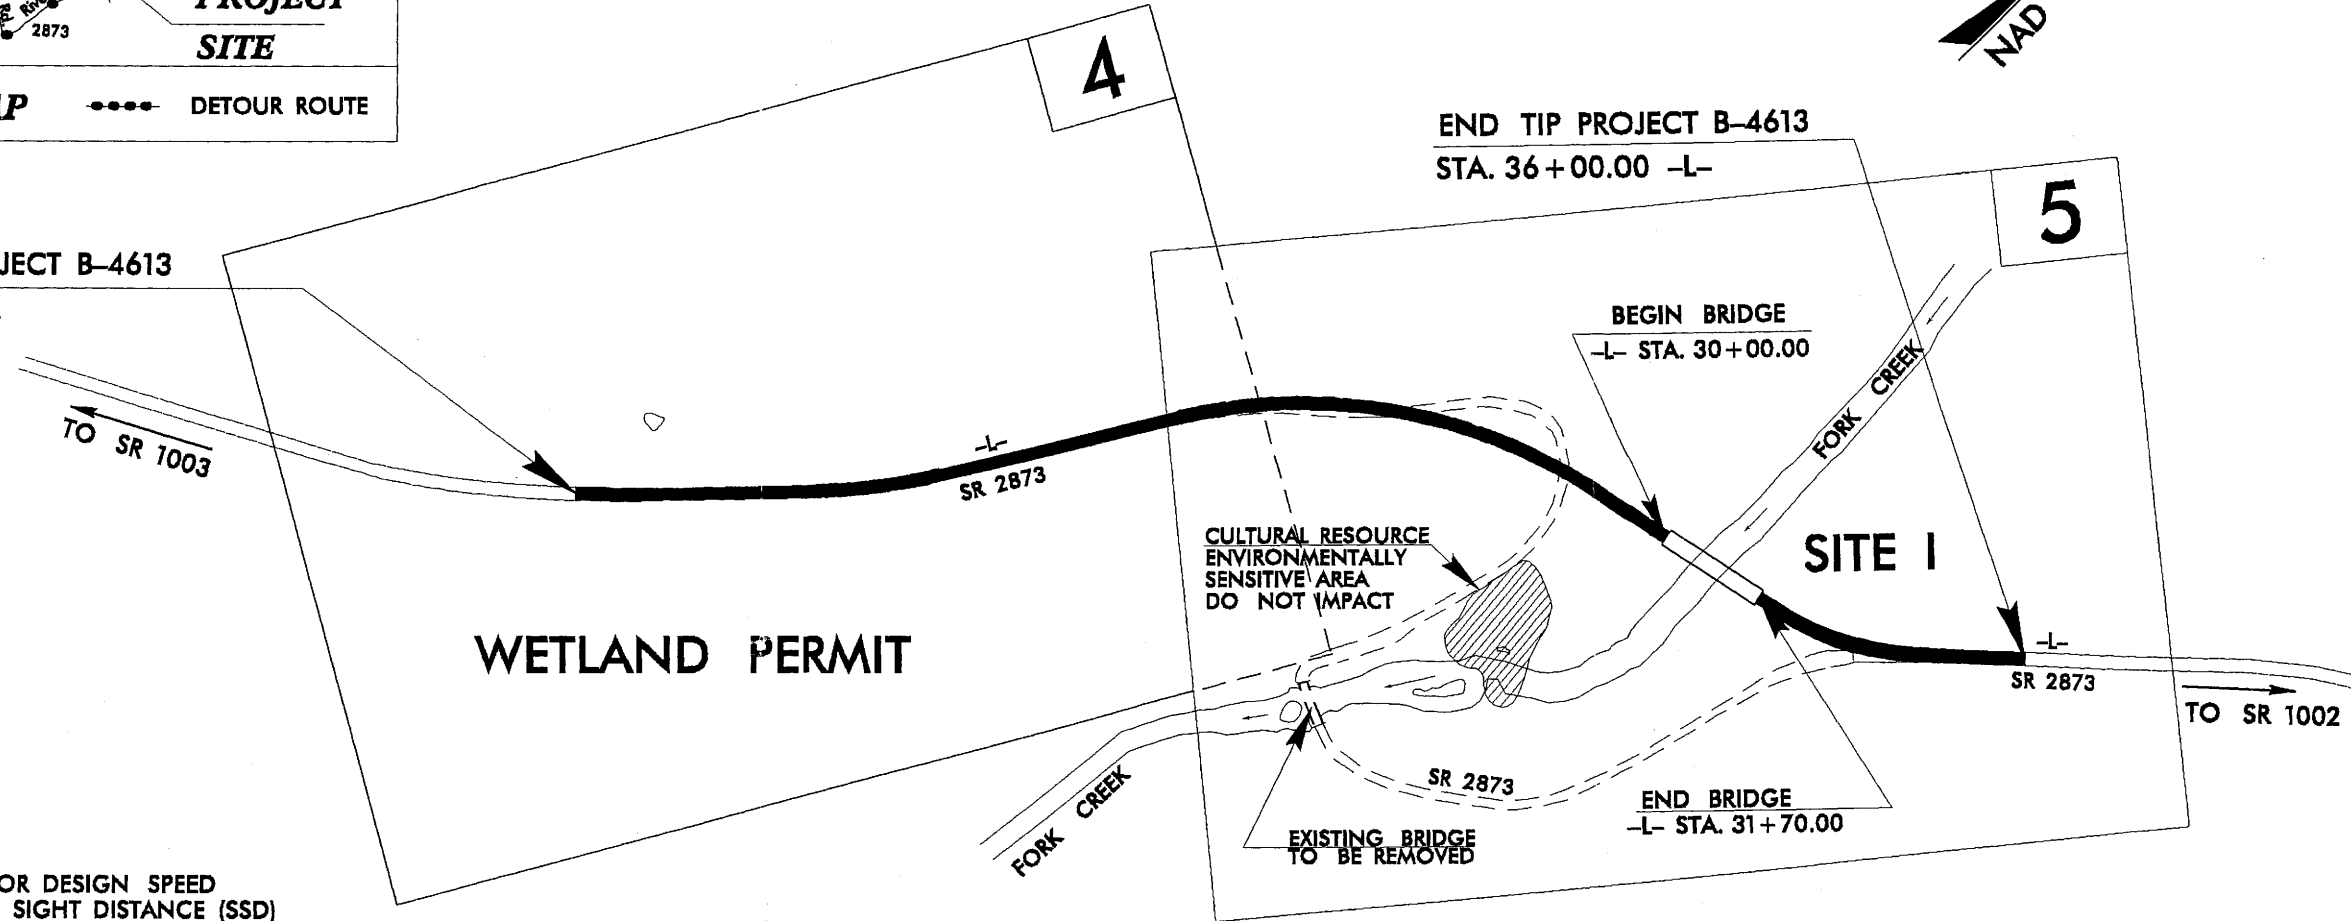 PROJECT
SITE
2873
DETOUR ROUTE
4
NAD
END TIP PROJECT B–4613
STA. 36+00.00 –L–
5
B–4613
BEGIN BRIDGE
–L– STA. 30+00.00
FORK CREEK
TO SR 1003
–L–
SR 2873
CULTURAL RESOURCE
ENVIRONMENTALLY
SENSITIVE AREA
DO NOT IMPACT
SITE I
WETLAND PERMIT
–L–
SR 2873
TO SR 1002
SR 2873
END BRIDGE
–L– STA. 31+70.00
FORK CREEK
EXISTING BRIDGE
TO BE REMOVED
OR DESIGN SPEED
SIGHT DISTANCE (SSD)